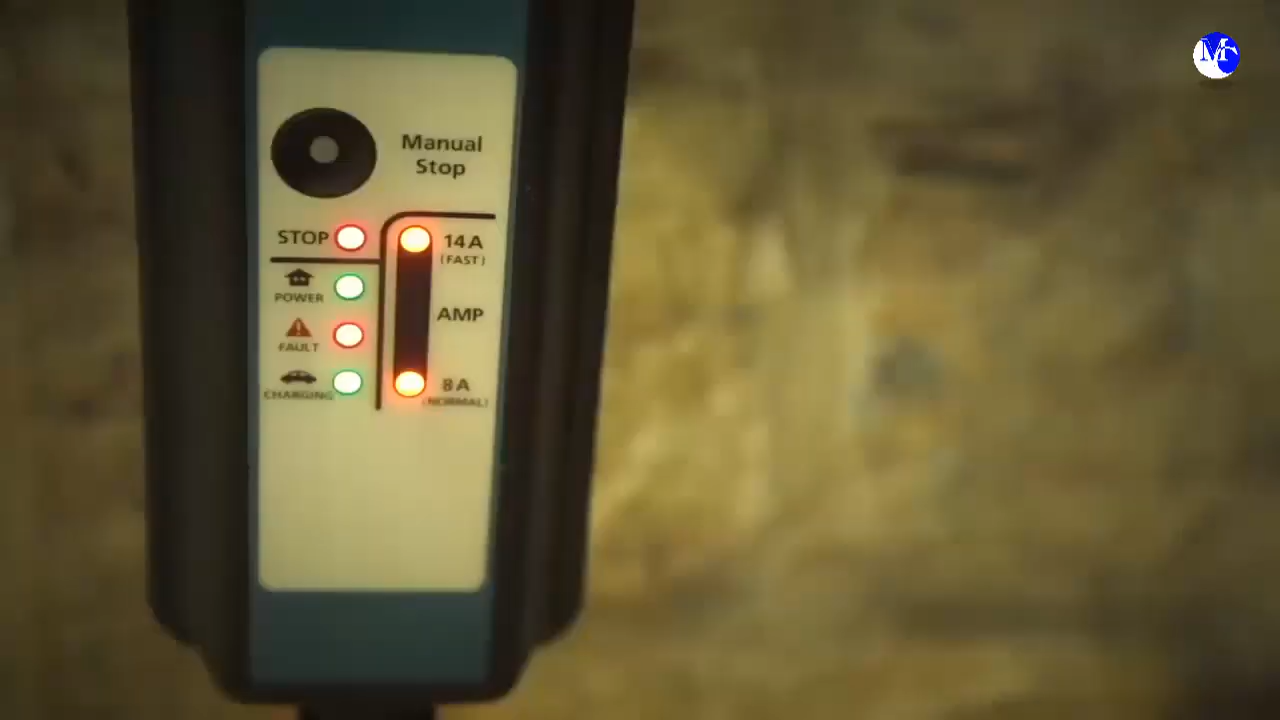 Manual
Stop
STOP
14A
(FAST)
POWER
AMP
FAULT
8A
CHARGING
(NORMAL)
M